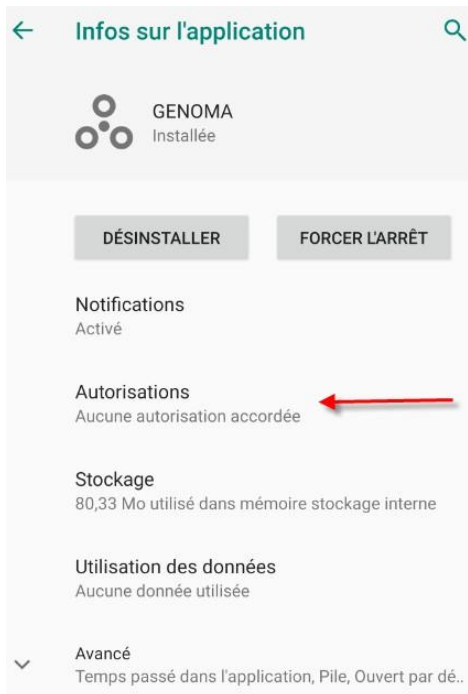 Infos sur l'application
GENOMA
Installée
DÉSINSTALLER
FORCER L'ARRÊT
Notifications
Activé
Autorisations
Aucune autorisation accordée
Stockage
80,33 Mo utilisé dans mémoire stockage interne
Utilisation des données
Aucune donnée utilisée
Avancé
Temps passé dans l'application, Pile, Ouvert par dé..